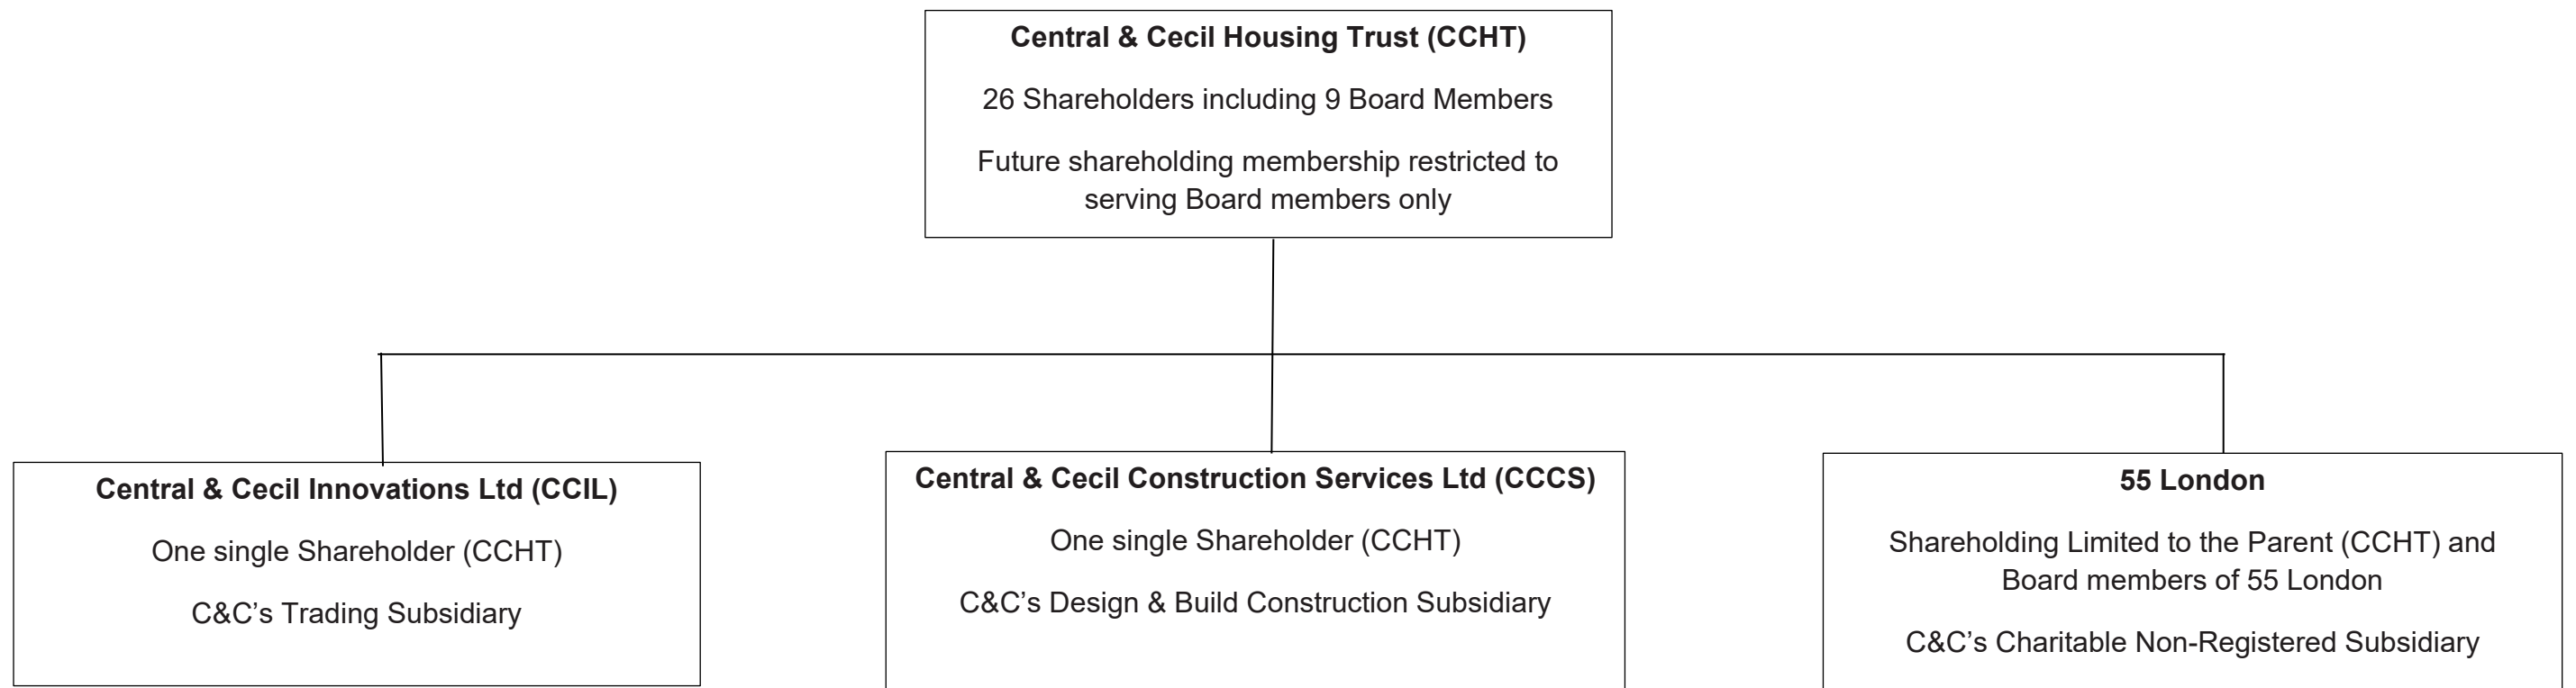 Central & Cecil Housing Trust (CCHT)
26 Shareholders including 9 Board Members
Future shareholding membership restricted to
serving Board members only
Central & Cecil Innovations Ltd (CCIL)
One single Shareholder (CCHT)
C&C’s Trading Subsidiary
Central & Cecil Construction Services Ltd (CCCS)
One single Shareholder (CCHT)
C&C’s Design & Build Construction Subsidiary
55 London
Shareholding Limited to the Parent (CCHT) and
Board members of 55 London
C&C’s Charitable Non-Registered Subsidiary